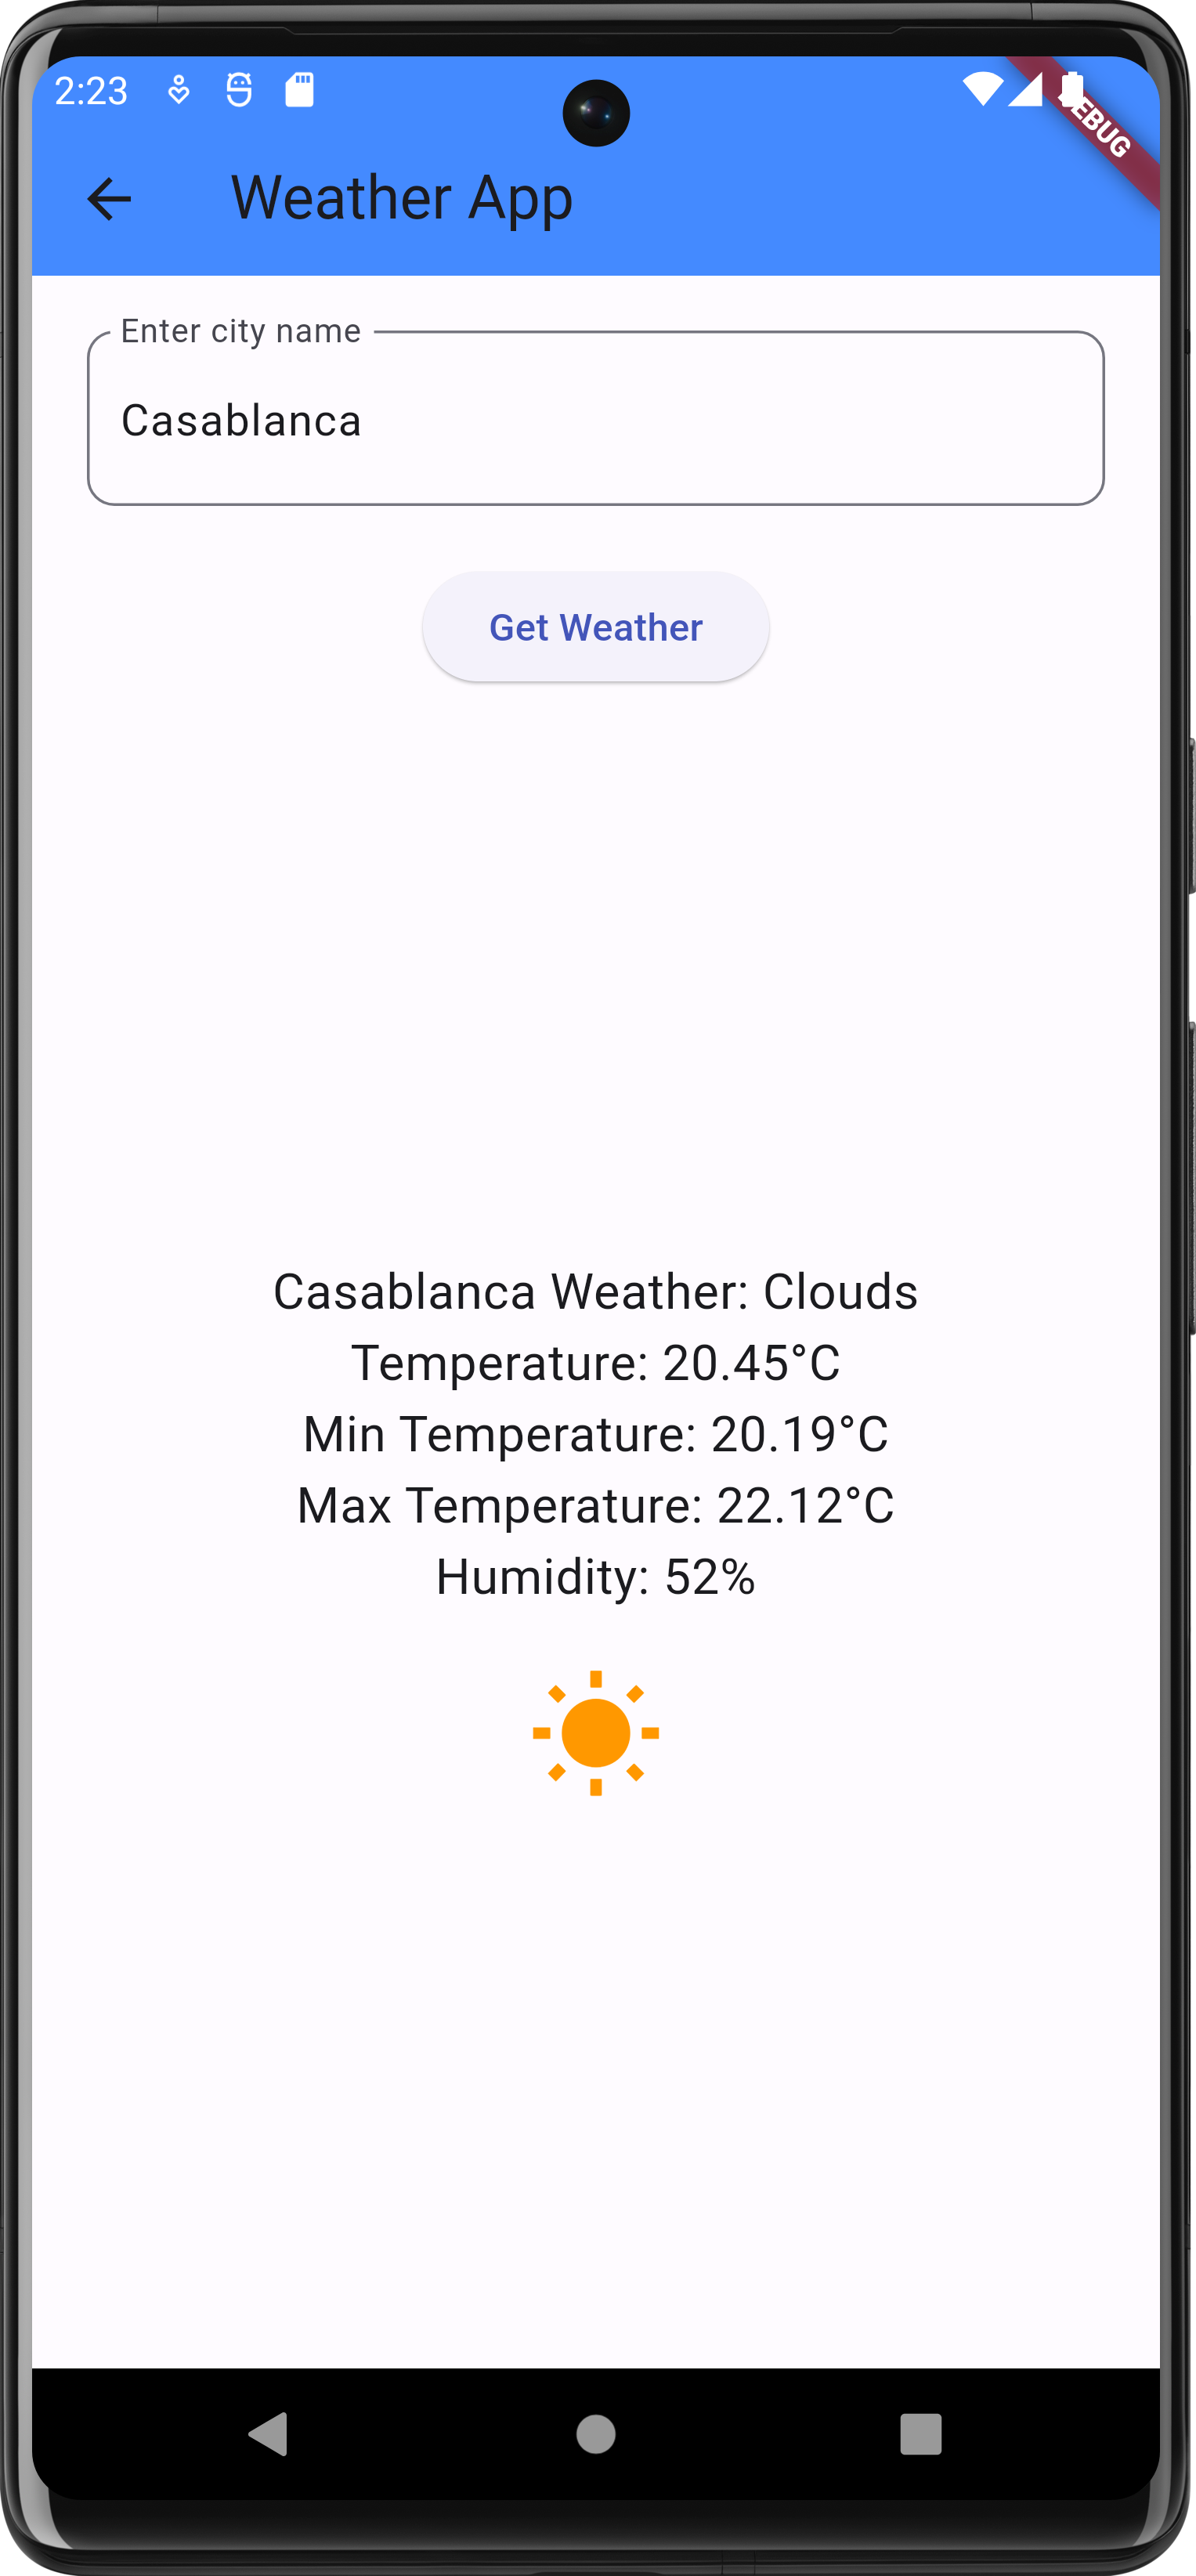 2:23
DEBUG
Weather App
Enter city name
Casablanca
Get Weather
Casablanca Weather: Clouds
Temperature: 20.45°C
Min Temperature: 20.19°C
Max Temperature: 22.12°C
Humidity: 52%